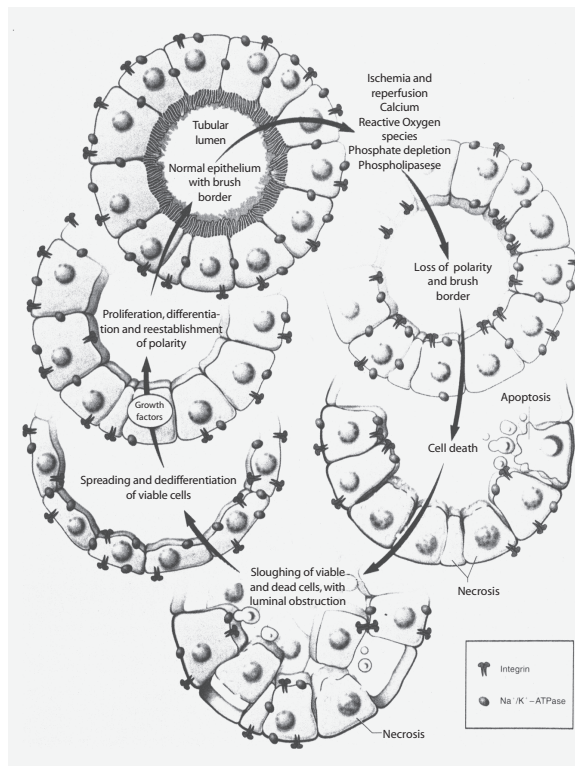 Tubular
lumen
Normal epithelium
with brush
border
Ischemia and
reperfusion
Calcium
Reactive Oxygen
species
Phosphate depletion
Phospholipasese
Loss of polarity
and brush
border
Apoptosis
Cell death
Necrosis
Sloughing of viable
and dead cells, with
luminal obstruction
Necrosis
Spreading and dedifferentiation
of viable cells
Growth
factors
Proliferation, differentia-
tion and reestablishment
of polarity
Integrin
Na⁺/K⁺–ATPase